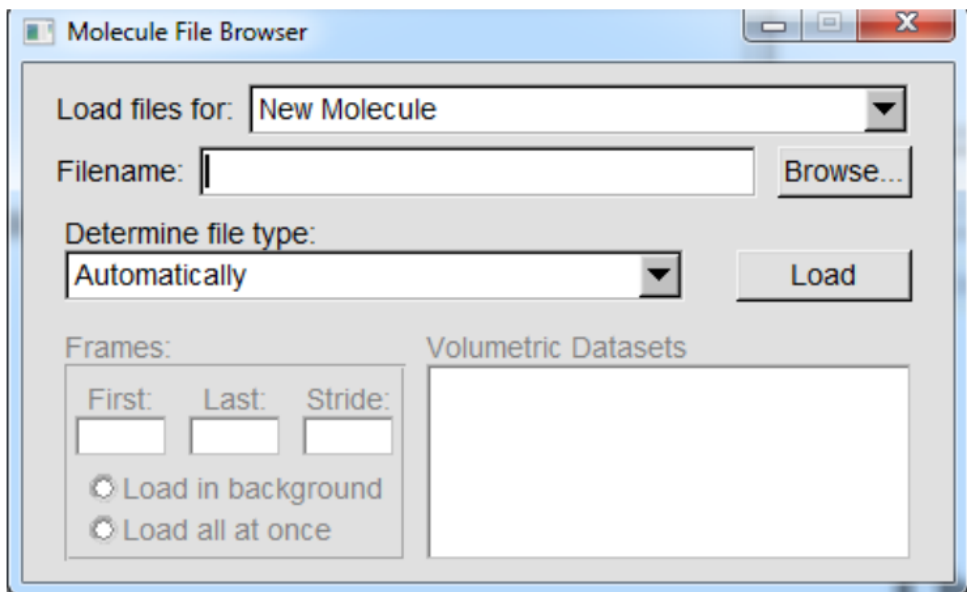 Molecule File Browser
Load files for: New Molecule
Filename: Browse...
Determine file type:
Automatically Load
Frames: Volumetric Datasets
First: Last: Stride:
Load in background
Load all at once